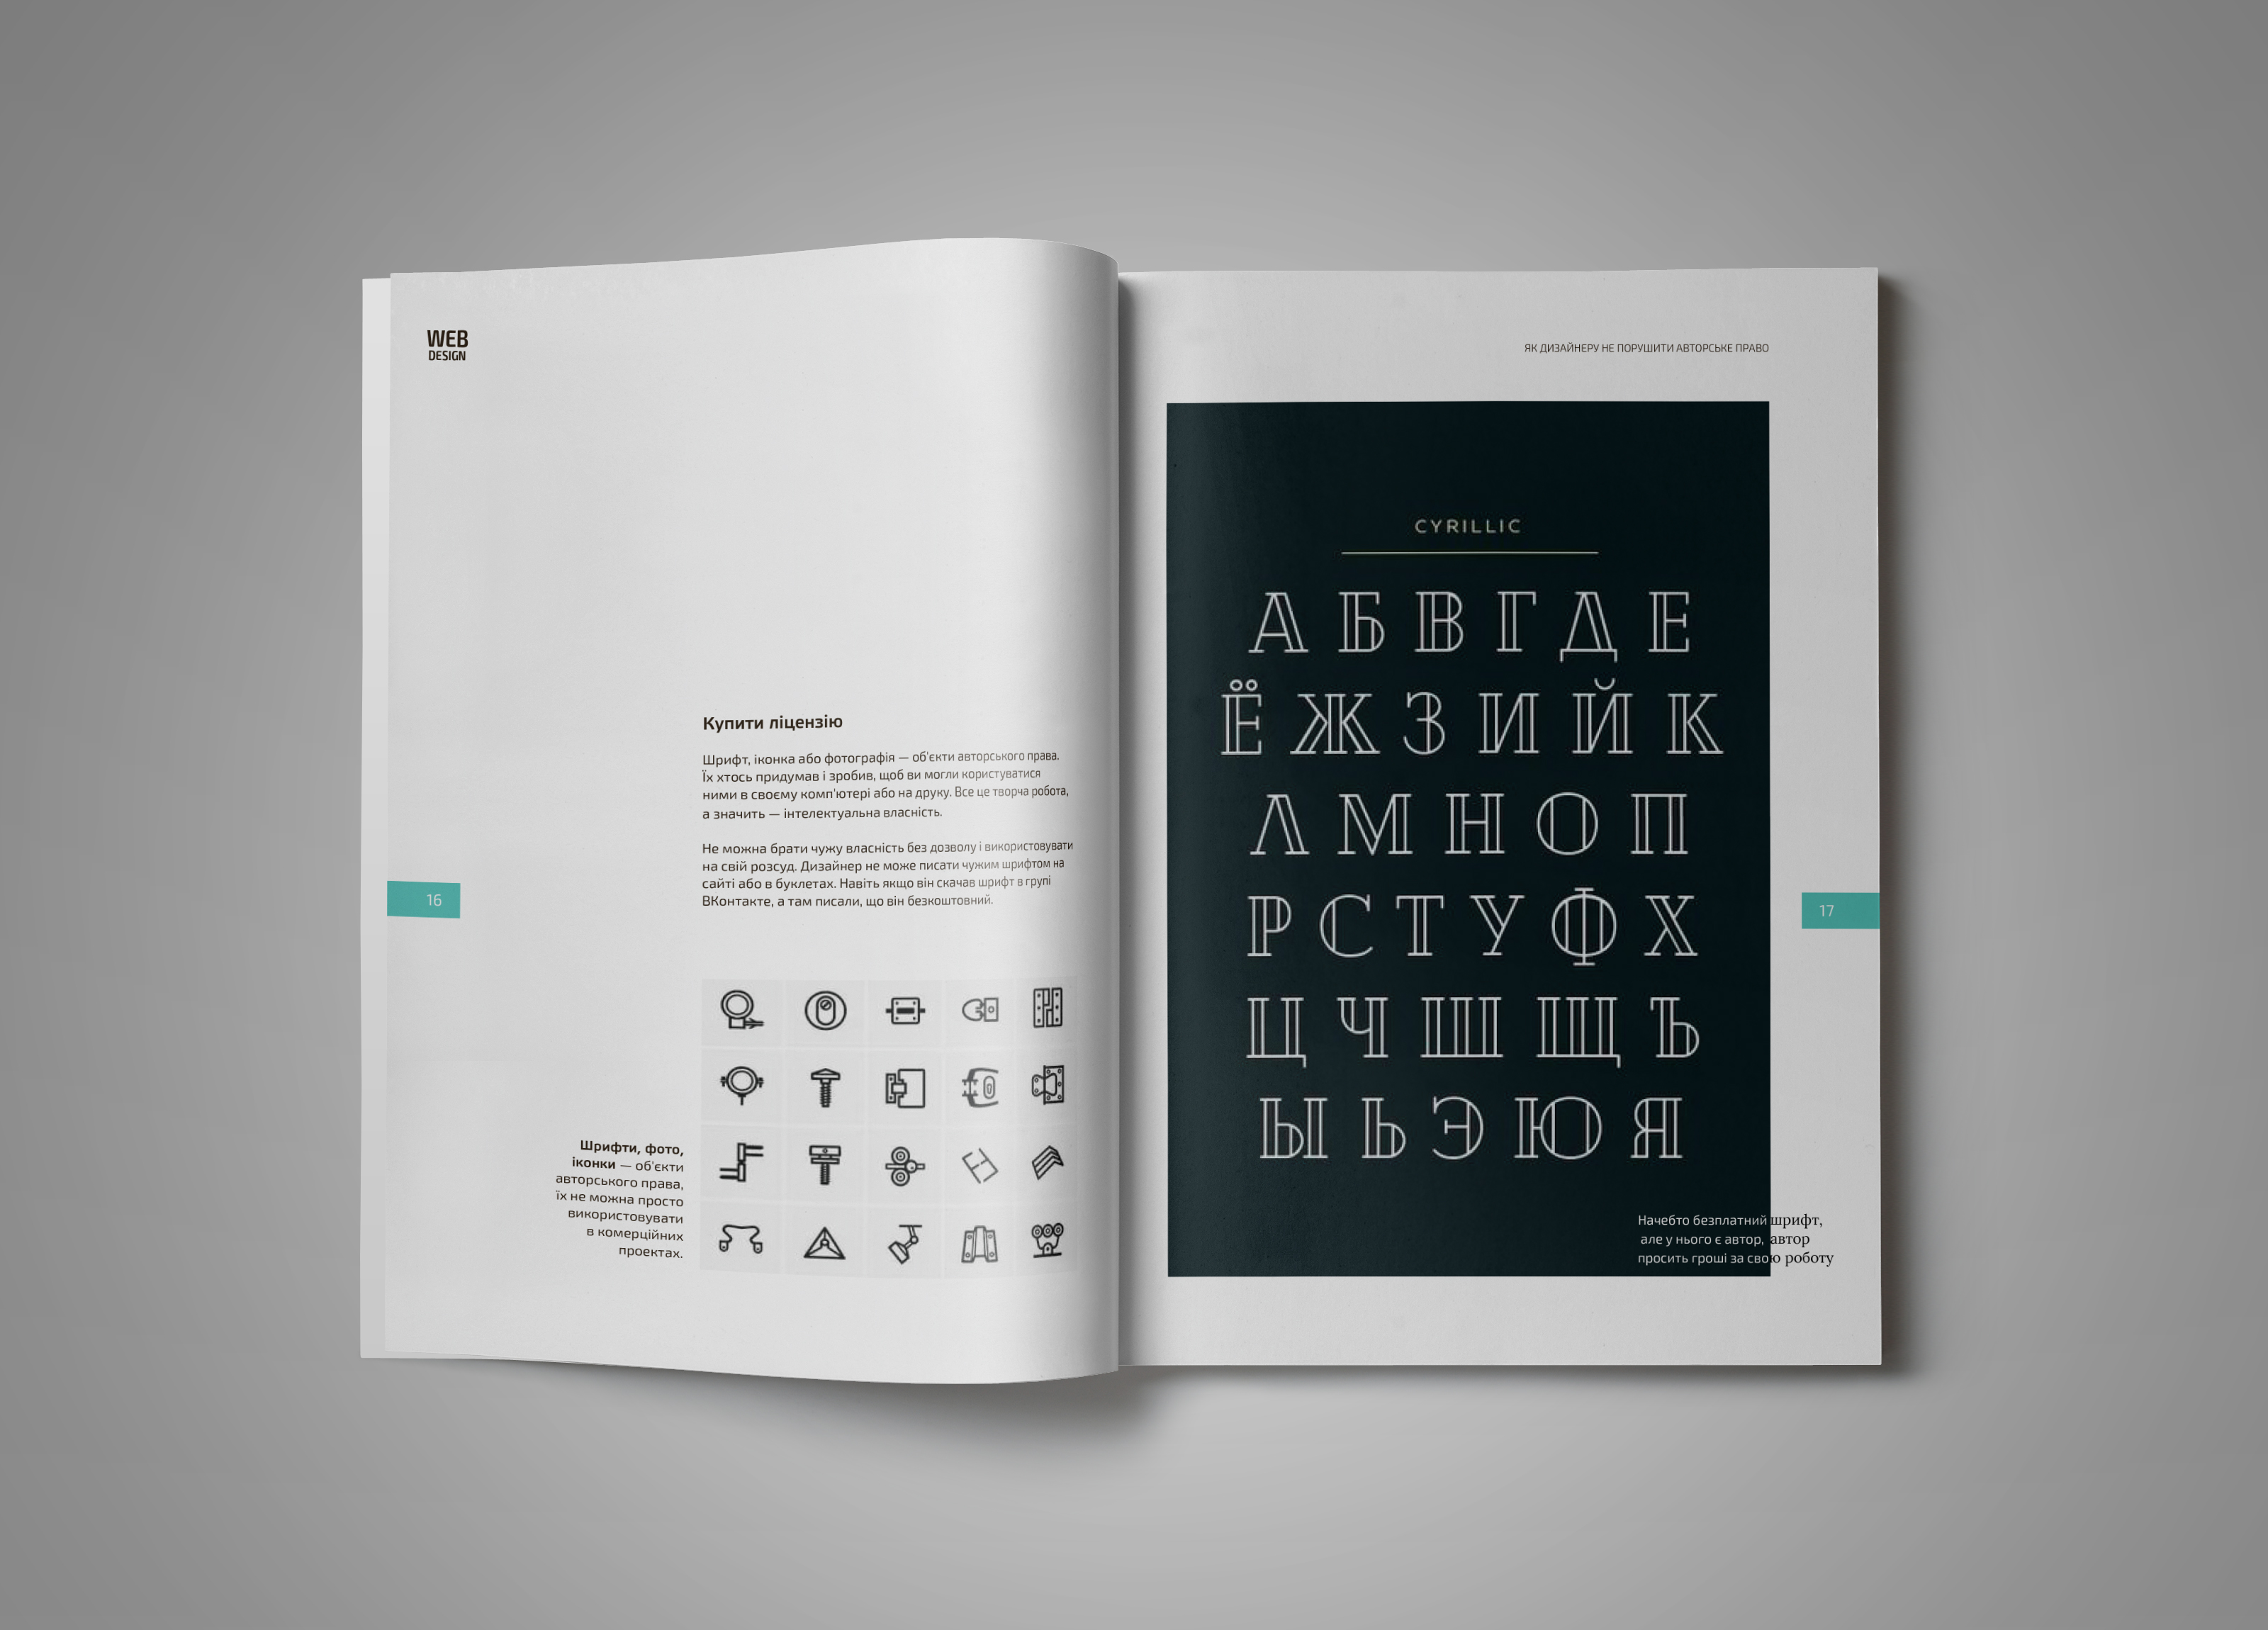 WEB
DESIGN
Купити ліцензію
Шрифт, іконка або фотографія — об'єкти авторського права.
Їх хтось придумав і зробив, щоб ви могли користуватися
ними в своєму комп'ютері або на друку. Все це творча робота,
а значить — інтелектуальна власність.
Не можна брати чужу власність без дозволу і використовувати
на свій розсуд. Дизайнер не може писати чужим шрифтом на
сайті або в буклетах. Навіть якщо він скачав шрифт в групі
ВКонтакте, а там писали, що він безкоштовний.
16
Шрифти, фото,
іконки — об'єкти
авторського права,
їх не можна просто
використовувати
в комерційних
проектах.
ЯК ДИЗАЙНЕРУ НЕ ПОРУШИТИ АВТОРСЬКЕ ПРАВО
CYRILLIC
А Б В Г Д Е
Ё Ж З И Й К
Л М Н О П
Р С Т У Ф Х
Ц Ч Ш Щ Ъ
Ы Ь Э Ю Я
17
Начебто безплатний шрифт,
але у нього є автор, автор
просить гроші за свою роботу